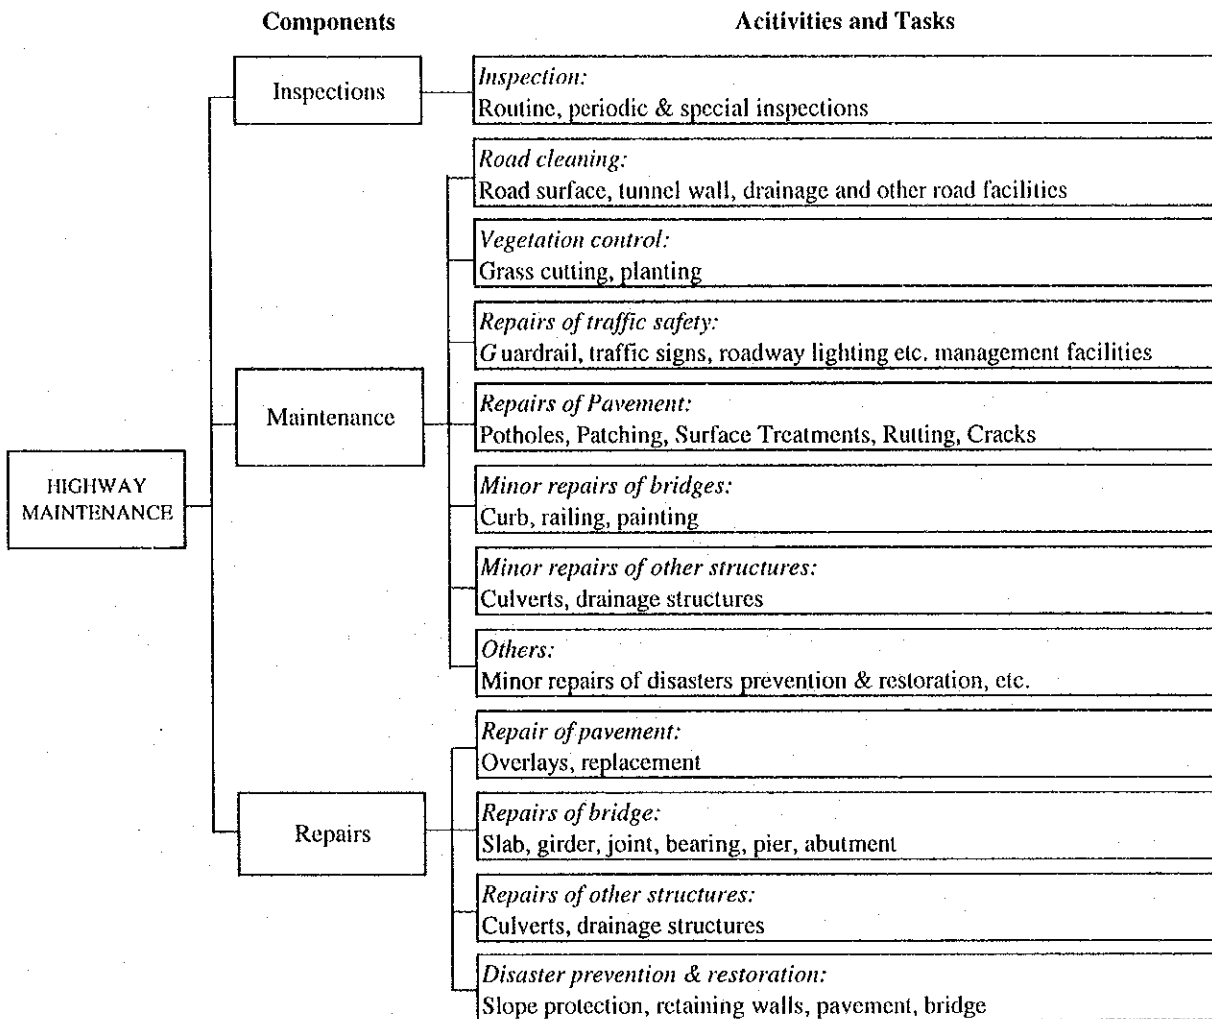 Components
Acitivities and Tasks
Inspections
Inspection:
Routine, periodic & special inspections
Road cleaning:
Road surface, tunnel wall, drainage and other road facilities
Vegetation control:
Grass cutting, planting
Repairs of traffic safety:
Guardrail, traffic signs, roadway lighting etc. management facilities
Maintenance
Repairs of Pavement:
Potholes, Patching, Surface Treatments, Rutting, Cracks
HIGHWAY
MAINTENANCE
Minor repairs of bridges:
Curb, railing, painting
Minor repairs of other structures:
Culverts, drainage structures
Others:
Minor repairs of disasters prevention & restoration, etc.
Repair of pavement:
Overlays, replacement
Repairs
Repairs of bridge:
Slab, girder, joint, bearing, pier, abutment
Repairs of other structures:
Culverts, drainage structures
Disaster prevention & restoration:
Slope protection, retaining walls, pavement, bridge